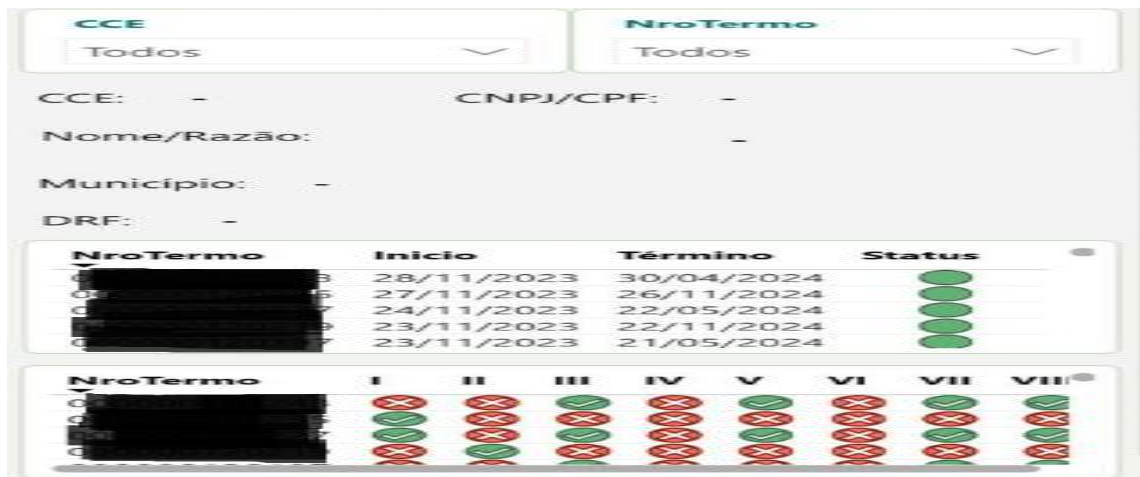 CCE NroTermo
Todos Todos
CCE: - CNPJ/CPF: -
Nome/Razão: -
Município: -
DRF: -
NroTermo Inicio Término Status
28/11/2023 30/04/2024
27/11/2023 26/11/2024
24/11/2023 22/05/2024
23/11/2023 22/11/2024
23/11/2023 21/05/2024
NroTermo I II III IV V VI VII VIII